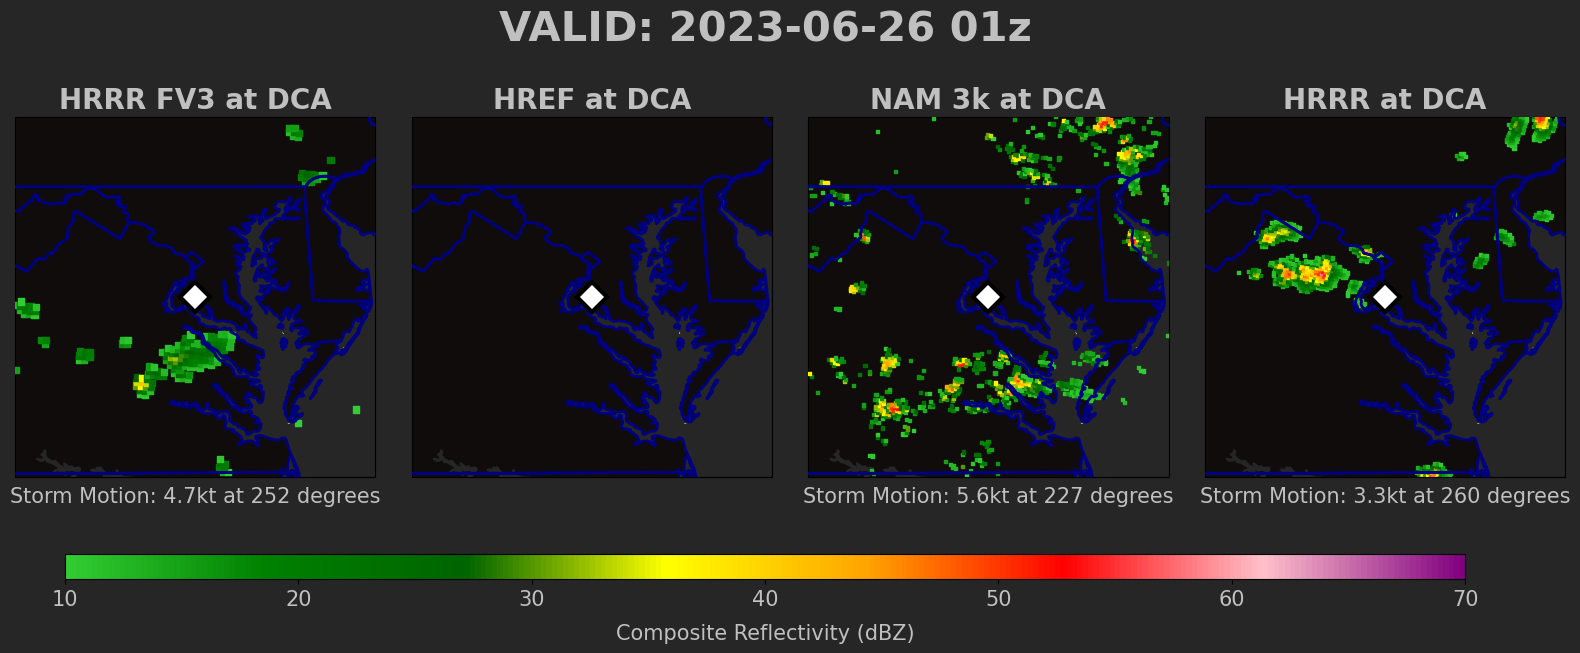 VALID: 2023-06-26 01z
HRRR FV3 at DCA
HREF at DCA
NAM 3k at DCA
HRRR at DCA
Storm Motion: 4.7kt at 252 degrees
Storm Motion: 5.6kt at 227 degrees
Storm Motion: 3.3kt at 260 degrees
10 20 30 40 50 60 70
Composite Reflectivity (dBZ)